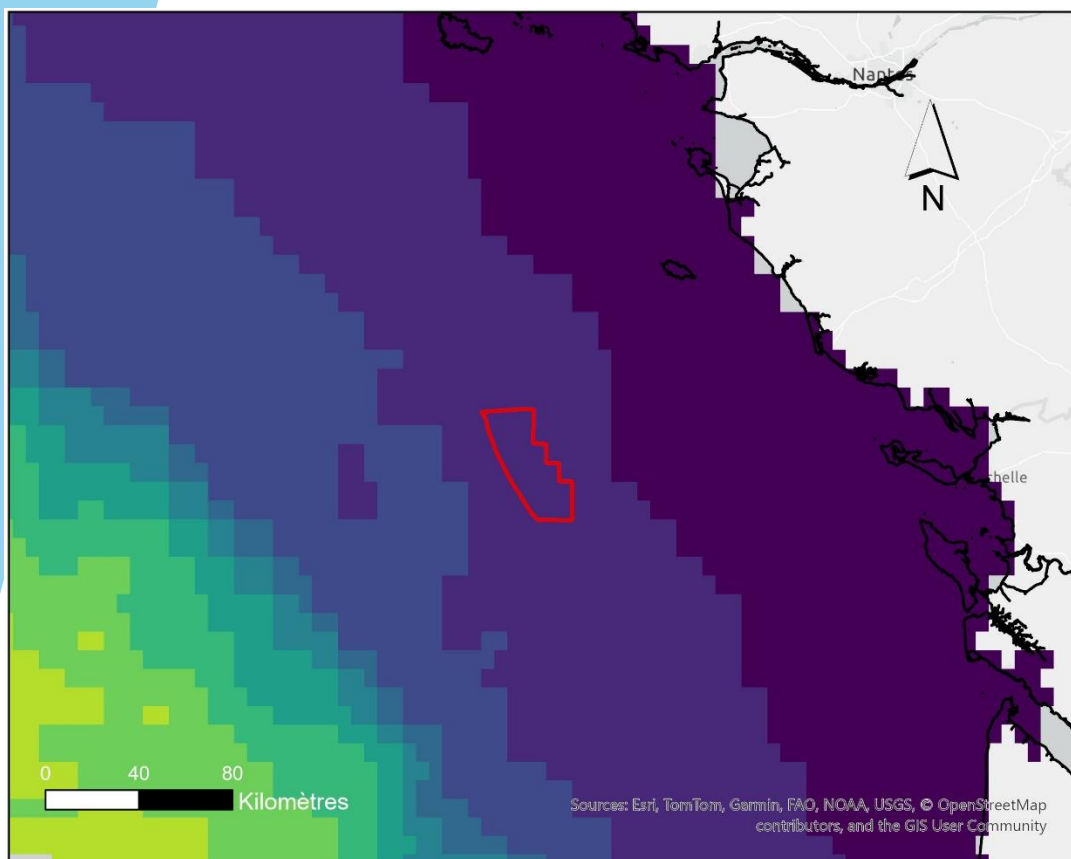 Nantes
N
chelle
0 40 80
Kilomètres
Sources: Esri, TomTom, Garmin, FAO, NOAA, USGS, © OpenStreetMap
contributors, and the GIS User Community